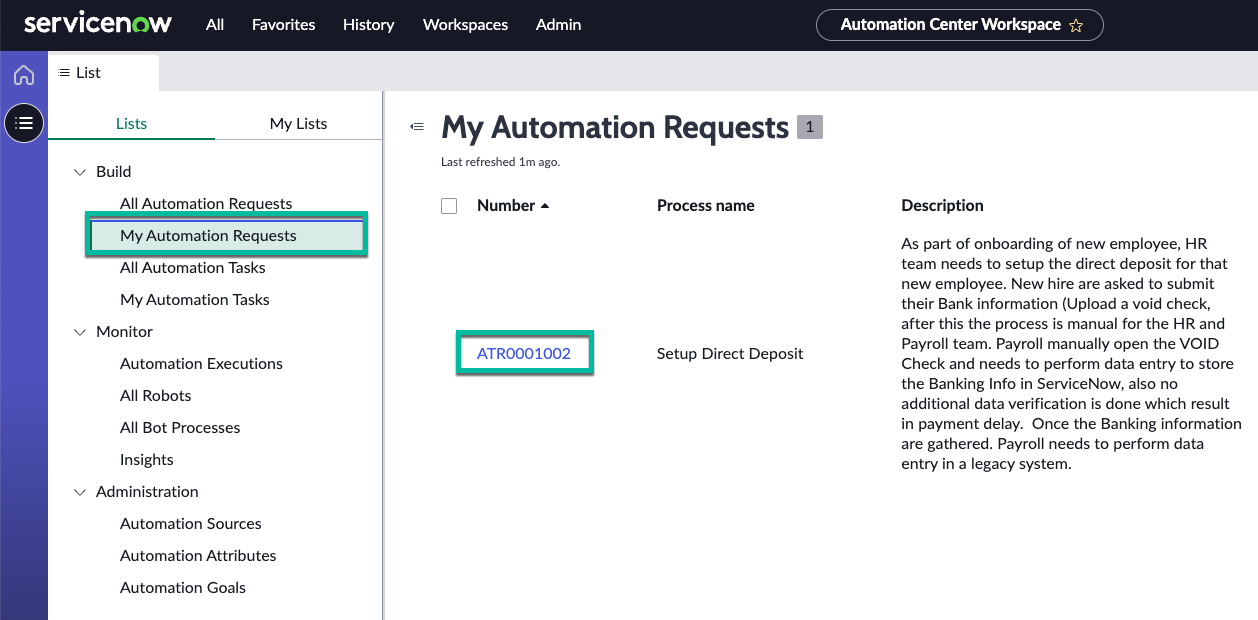 servicenow
All
Favorites
History
Workspaces
Admin
Automation Center Workspace
List
Lists
My Lists
Build
All Automation Requests
My Automation Requests
All Automation Tasks
My Automation Tasks
Monitor
Automation Executions
All Robots
All Bot Processes
Insights
Administration
Automation Sources
Automation Attributes
Automation Goals
My Automation Requests 1
Last refreshed 1m ago.
Number
Process name
Description
ATR0001002
Setup Direct Deposit
As part of onboarding of new employee, HR
team needs to setup the direct deposit for that
new employee. New hire are asked to submit
their Bank information (Upload a void check,
after this the process is manual for the HR and
Payroll team. Payroll manually open the VOID
Check and needs to perform data entry to store
the Banking Info in ServiceNow, also no
additional data verification is done which result
in payment delay.  Once the Banking information
are gathered. Payroll needs to perform data
entry in a legacy system.